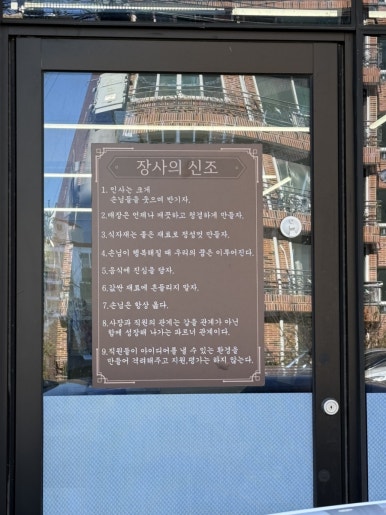 장사의 신조
1. 인사는 크게
손님들을 웃으며 반기자.
2.매장은 언제나 깨끗하고 청결하게 만들자.
3.식자재는 좋은 재료로 정성껏 만들자.
4.손님이 행복해질 때 우리의 꿈은 이루어진다.
5.음식에 진심을 담자.
6.값싼 재료에 흔들리지 말자.
7.손님은 항상 옳다.
8.사장과 직원의 관계는 갑을 관계가 아닌
함께 성장해 나가는 파트너 관계이다.
9.직원들이 아이디어를 낼 수 있는 환경을
만들어 격려해주고 지원,평가는 하지 않는다.